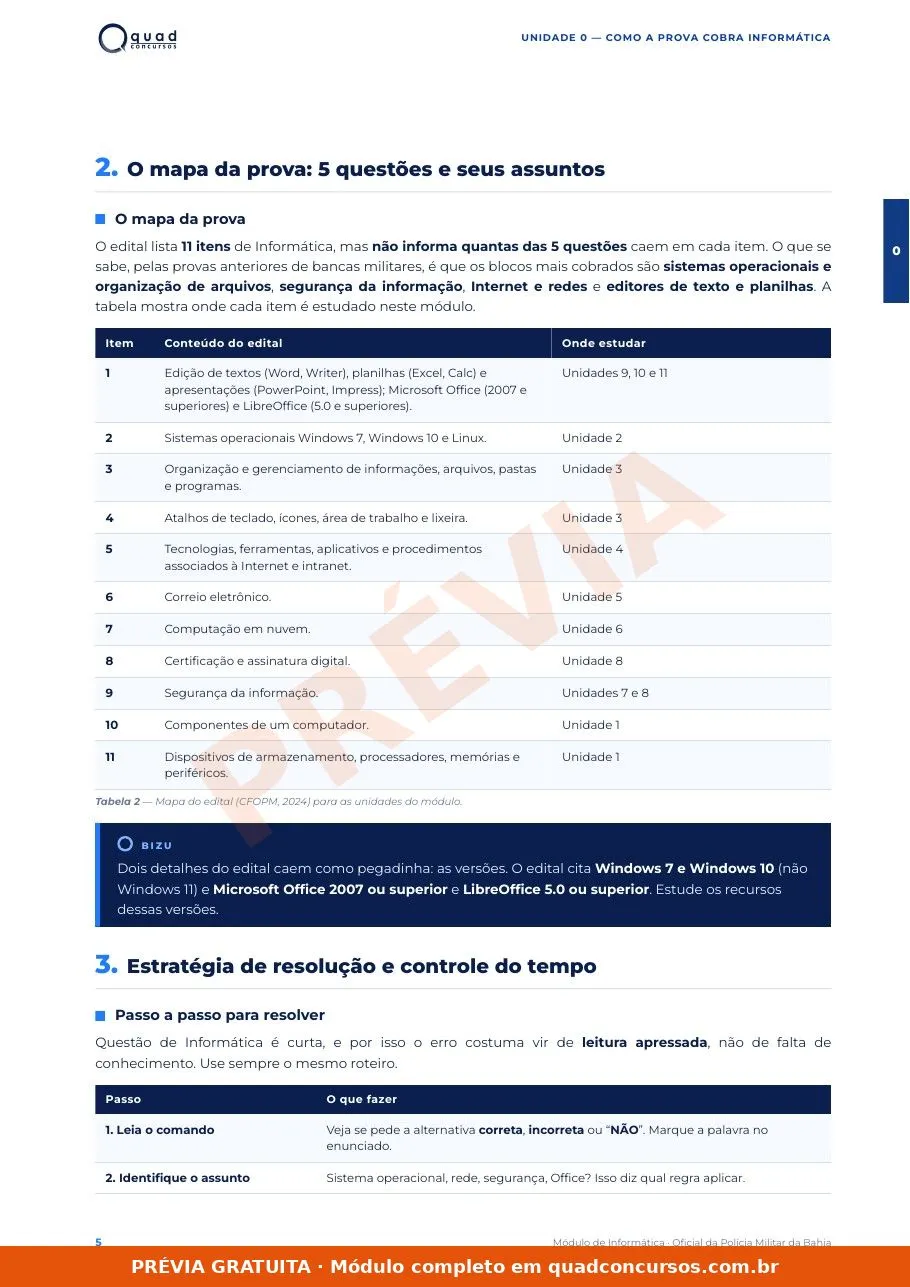 quad
concursos
UNIDADE 0 — COMO A PROVA COBRA INFORMÁTICA
2. O mapa da prova: 5 questões e seus assuntos
O mapa da prova
O edital lista 11 itens de Informática, mas não informa quantas das 5 questões caem em cada item. O que se
sabe, pelas provas anteriores de bancas militares, é que os blocos mais cobrados são sistemas operacionais e
organização de arquivos, segurança da informação, Internet e redes e editores de texto e planilhas. A
tabela mostra onde cada item é estudado neste módulo.
0
Item Conteúdo do edital Onde estudar
1 Edição de textos (Word, Writer), planilhas (Excel, Calc) e Unidades 9, 10 e 11
apresentações (PowerPoint, Impress); Microsoft Office (2007 e
superiores) e LibreOffice (5.0 e superiores).
2 Sistemas operacionais Windows 7, Windows 10 e Linux. Unidade 2
3 Organização e gerenciamento de informações, arquivos, pastas Unidade 3
e programas.
4 Atalhos de teclado, ícones, área de trabalho e lixeira. Unidade 3
5 Tecnologias, ferramentas, aplicativos e procedimentos Unidade 4
associados à Internet e intranet.
6 Correio eletrônico. Unidade 5
7 Computação em nuvem. Unidade 6
8 Certificação e assinatura digital. Unidade 8
9 Segurança da informação. Unidades 7 e 8
10 Componentes de um computador. Unidade 1
11 Dispositivos de armazenamento, processadores, memórias e Unidade 1
periféricos.
PRÉVIA
Tabela 2 — Mapa do edital (CFOPM, 2024) para as unidades do módulo.
BIZU
Dois detalhes do edital caem como pegadinha: as versões. O edital cita Windows 7 e Windows 10 (não
Windows 11) e Microsoft Office 2007 ou superior e LibreOffice 5.0 ou superior. Estude os recursos
dessas versões.
3. Estratégia de resolução e controle do tempo
Passo a passo para resolver
Questão de Informática é curta, e por isso o erro costuma vir de leitura apressada, não de falta de
conhecimento. Use sempre o mesmo roteiro.
Passo O que fazer
1. Leia o comando Veja se pede a alternativa correta, incorreta ou “NÃO”. Marque a palavra no
enunciado.
2. Identifique o assunto Sistema operacional, rede, segurança, Office? Isso diz qual regra aplicar.
5 Módulo de Informática · Oficial da Polícia Militar da Bahia
PRÉVIA GRATUITA · Módulo completo em quadconcursos.com.br